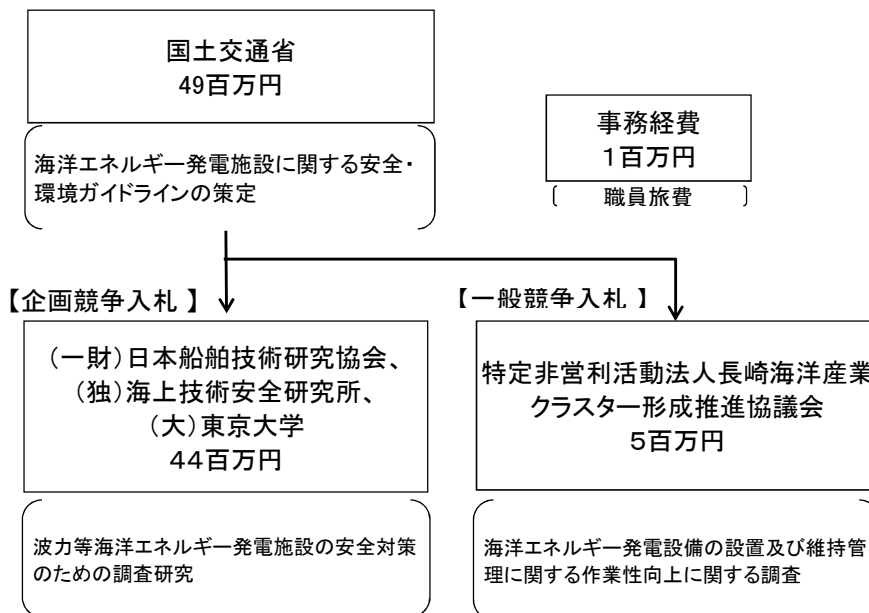 国土交通省
49百万円
事務経費
１百万円
職員旅費
海洋エネルギー発電施設に関する安全・
環境ガイドラインの策定
【企画競争入札 】
【一般競争入札 】
（一財）日本船舶技術研究協会、
（独）海上技術安全研究所、
（大）東京大学
４４百万円
特定非営利活動法人長崎海洋産業
クラスター形成推進協議会
５百万円
波力等海洋エネルギー発電施設の安全対策
のための調査研究
海洋エネルギー発電設備の設置及び維持管
理に関する作業性向上に関する調査